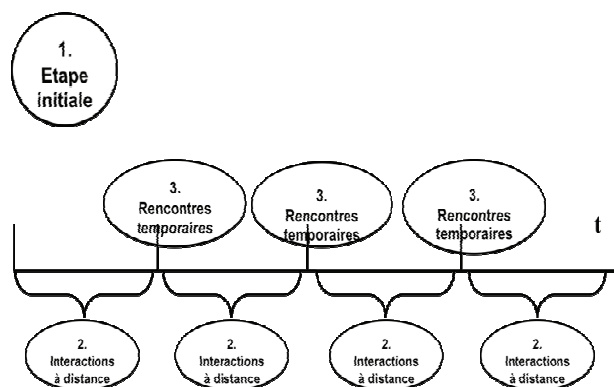 1.
Etape
initiale
3.
Rencontres
temporaires
3.
Rencontres
temporaires
3.
Rencontres
temporaires
t
2.
Interactions
à distance
2.
Interactions
à distance
2.
Interactions
à distance
2.
Interactions
à distance